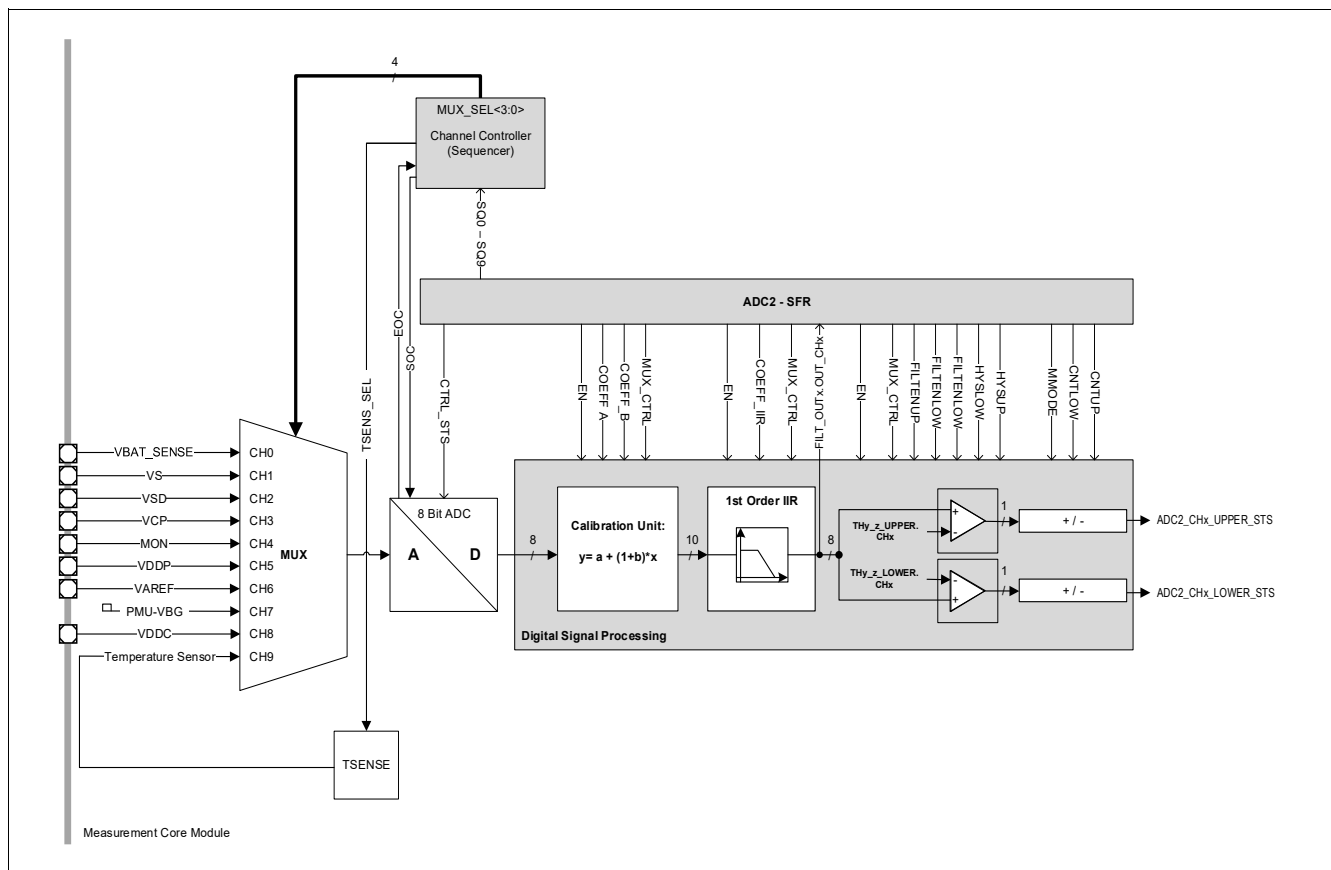 4
MUX_SEL<3:0>
Channel Controller
(Sequencer)
SQ0 – SQ9
ADC2 - SFR
TSENS_SEL
EOC
SOC
CTRL_STS
EN
COEFF_A
COEFF_B
MUX_CTRL
EN
COEFF_IIR
MUX_CTRL
FILT_OUTx.OUT_CHx
EN
MUX_CTRL
FILTENUP
FILTENLOW
FILTENLOW
HYSLOW
HYSUP
MMODE
CNTLOW
CNTUP
VBAT_SENSE
CH0
VS
CH1
VSD
CH2
VCP
CH3
MON
CH4
VDDP
CH5
VAREF
CH6
PMU-VBG
CH7
VDDC
CH8
Temperature Sensor
CH9
MUX
8 Bit ADC
A
D
8
Calibration Unit:
y= a + (1+b)*x
10
1st Order IIR
8
THy_z_UPPER.
CHx
+
-
1
+ / -
ADC2_CHx_UPPER_STS
THy_z_LOWER.
CHx
-
+
1
+ / -
ADC2_CHx_LOWER_STS
Digital Signal Processing
TSENSE
Measurement Core Module